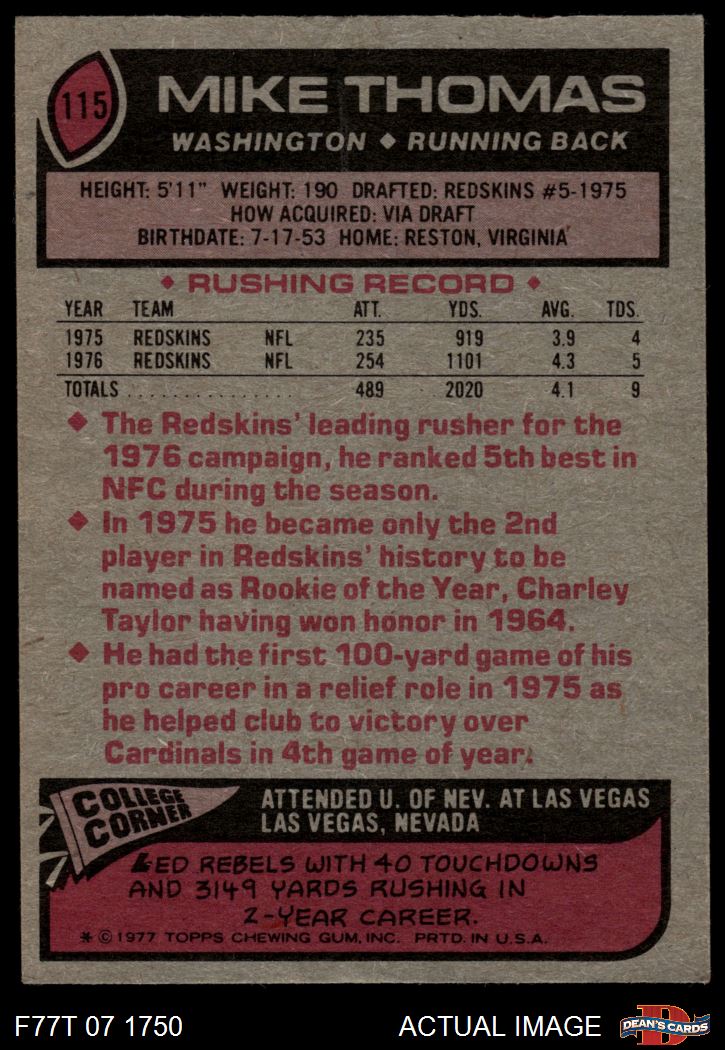 115
MIKE THOMAS
WASHINGTON ◆ RUNNING BACK
HEIGHT: 5'11" WEIGHT: 190 DRAFTED: REDSKINS #5-1975
HOW ACQUIRED: VIA DRAFT
BIRTHDATE: 7-17-53 HOME: RESTON, VIRGINIA
◆ RUSHING RECORD ◆
YEAR TEAM ATT. YDS. AVG. TDS.
1975 REDSKINS NFL 235 919 3.9 4
1976 REDSKINS NFL 254 1101 4.3 5
TOTALS . . . . . . . . . . . . . . . 489 2020 4.1 9
◆ The Redskins' leading rusher for the
1976 campaign, he ranked 5th best in
NFC during the season.
◆ In 1975 he became only the 2nd
player in Redskins' history to be
named as Rookie of the Year, Charley
Taylor having won honor in 1964.
◆ He had the first 100-yard game of his
pro career in a relief role in 1975 as
he helped club to victory over
Cardinals in 4th game of year.
COLLEGE
CORNER
ATTENDED U. OF NEV. AT LAS VEGAS
LAS VEGAS, NEVADA
LED REBELS WITH 40 TOUCHDOWNS
AND 3149 YARDS RUSHING IN
2-YEAR CAREER.
* © 1977 TOPPS CHEWING GUM, INC. PRTD. IN U.S.A.
F77T 07 1750
ACTUAL IMAGE
D
DEAN'S CARDS